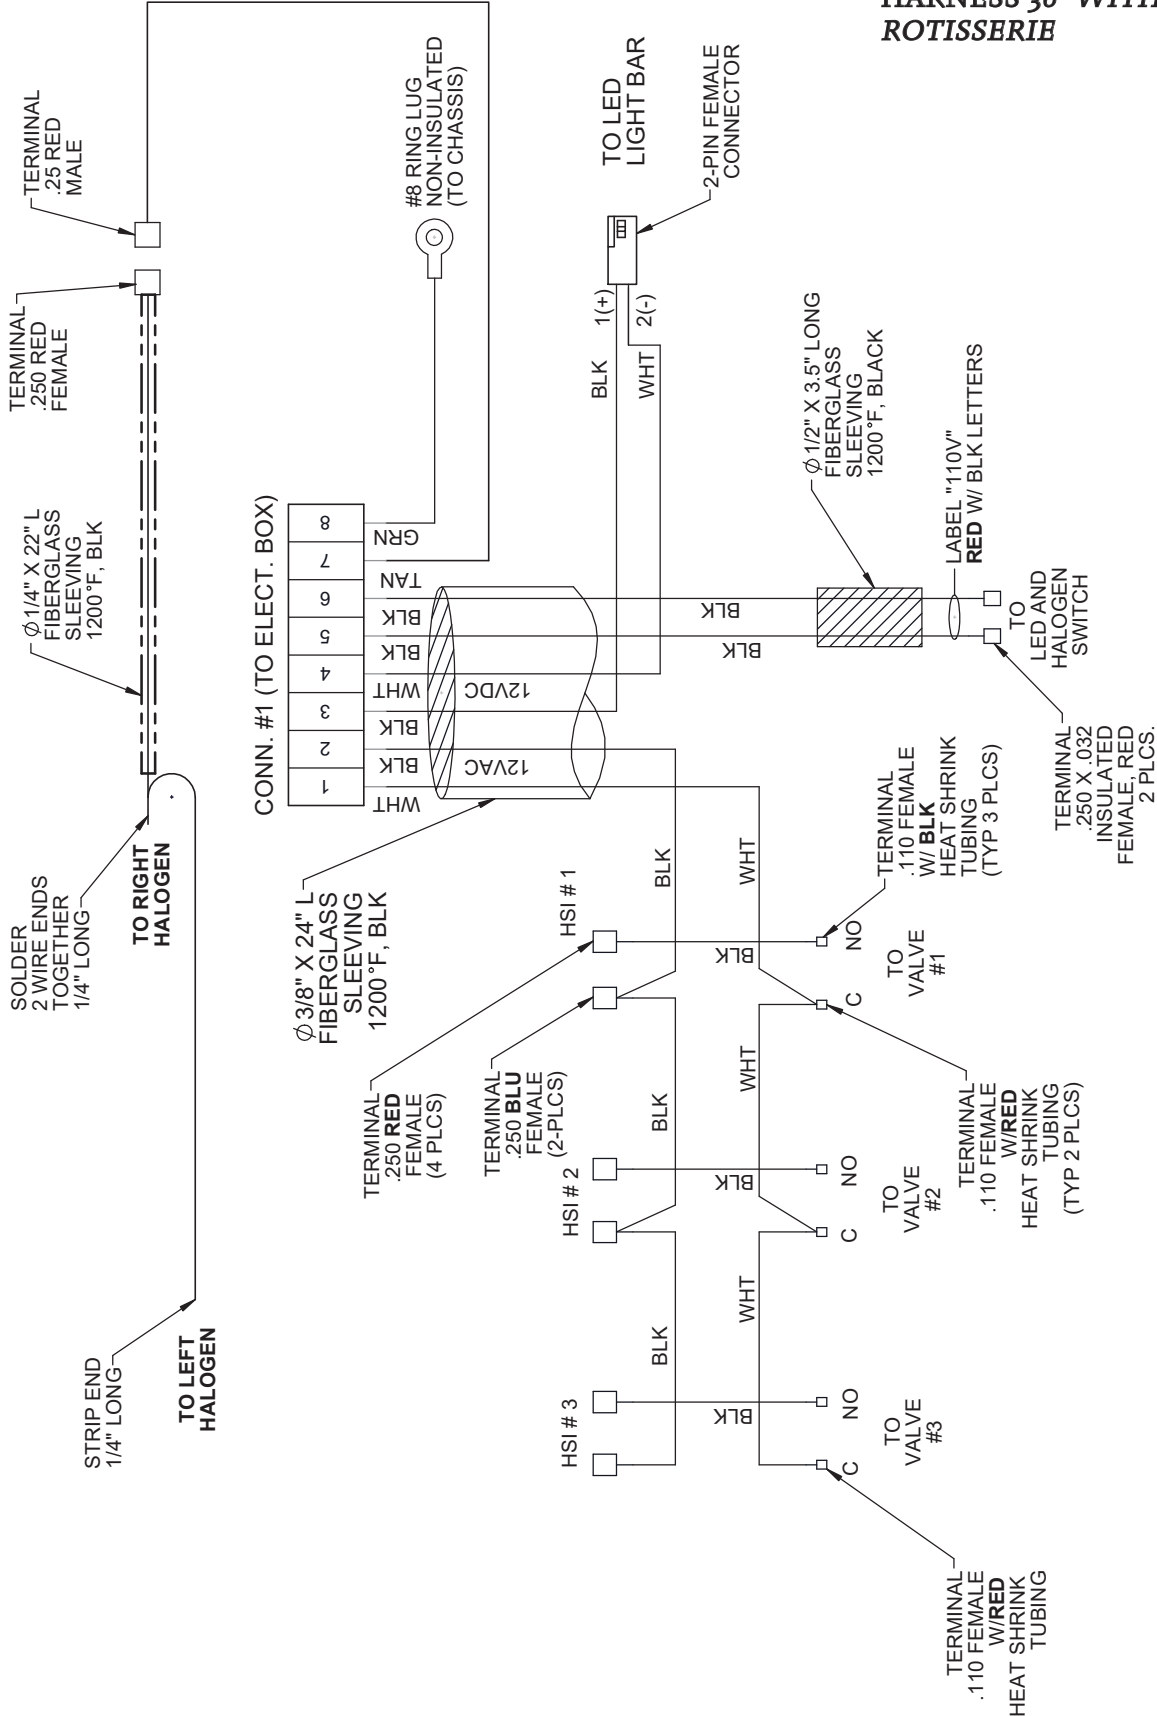 HARNESS
ROTISSERIE
STRIP END
1/4" LONG
TO LEFT
HALOGEN
SOLDER
2 WIRE ENDS
TOGETHER
1/4" LONG
TO RIGHT
HALOGEN
Ø 1/4" X 22" L
FIBERGLASS
SLEEVING
1200°F, BLK
TERMINAL
.250 RED
FEMALE
TERMINAL
.25 RED
MALE
CONN. #1 (TO ELECT. BOX)
1
2
3
4
5
6
7
8
WHT
BLK
BLK
WHT
BLK
BLK
TAN
GRN
12VAC
12VDC
#8 RING LUG
NON-INSULATED
(TO CHASSIS)
Ø 3/8" X 24" L
FIBERGLASS
SLEEVING
1200°F, BLK
TERMINAL
.250 RED
FEMALE
(4 PLCS)
TERMINAL
.250 BLU
FEMALE
(2-PLCS)
HSI # 3
HSI # 2
HSI # 1
BLK
BLK
BLK
BLK
BLK
BLK
WHT
WHT
WHT
C
NO
TO
VALVE
#3
C
NO
TO
VALVE
#2
C
NO
TO
VALVE
#1
TERMINAL
.110 FEMALE
W/RED
HEAT SHRINK
TUBING
TERMINAL
.110 FEMALE
W/RED
HEAT SHRINK
TUBING
(TYP 2 PLCS)
TERMINAL
.110 FEMALE
W/ BLK
HEAT SHRINK
TUBING
(TYP 3 PLCS)
BLK
WHT
1(+)
2(-)
TO LED
LIGHT BAR
2-PIN FEMALE
CONNECTOR
BLK
BLK
Ø 1/2" X 3.5" LONG
FIBERGLASS
SLEEVING
1200°F, BLACK
LABEL "110V"
RED W/ BLK LETTERS
TO
LED AND
HALOGEN
SWITCH
TERMINAL
.250 X .032
INSULATED
FEMALE, RED
2 PLCS.